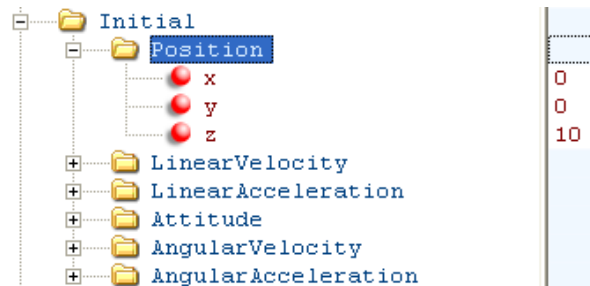 Initial
Position
x 0
y 0
z 10
LinearVelocity
LinearAcceleration
Attitude
AngularVelocity
AngularAcceleration